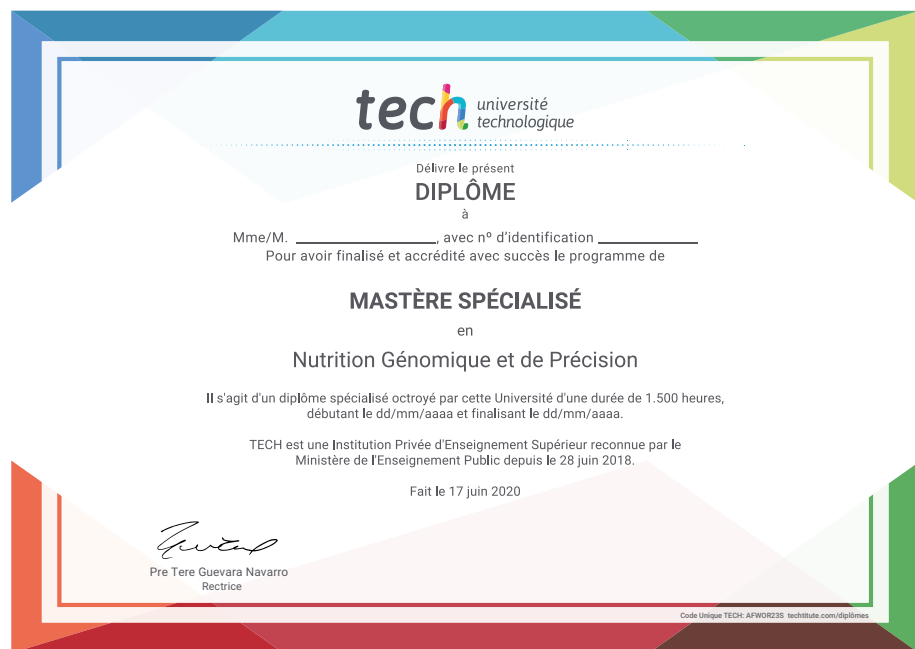 tech université
technologique
Délivre le présent
DIPLÔME
à
Mme/M. ____________, avec nº d'identification ____________
Pour avoir finalisé et accrédité avec succès le programme de
MASTÈRE SPÉCIALISÉ
en
Nutrition Génomique et de Précision
Il s'agit d'un diplôme spécialisé octroyé par cette Université d'une durée de 1.500 heures,
débutant le dd/mm/aaaa et finalisant le dd/mm/aaaa.
TECH est une Institution Privée d'Enseignement Supérieur reconnue par le
Ministère de l'Enseignement Public depuis le 28 juin 2018.
Fait le 17 juin 2020
Pre Tere Guevara Navarro
Rectrice
Code Unique TECH: AFWOR23S techtitute.com/diplômes